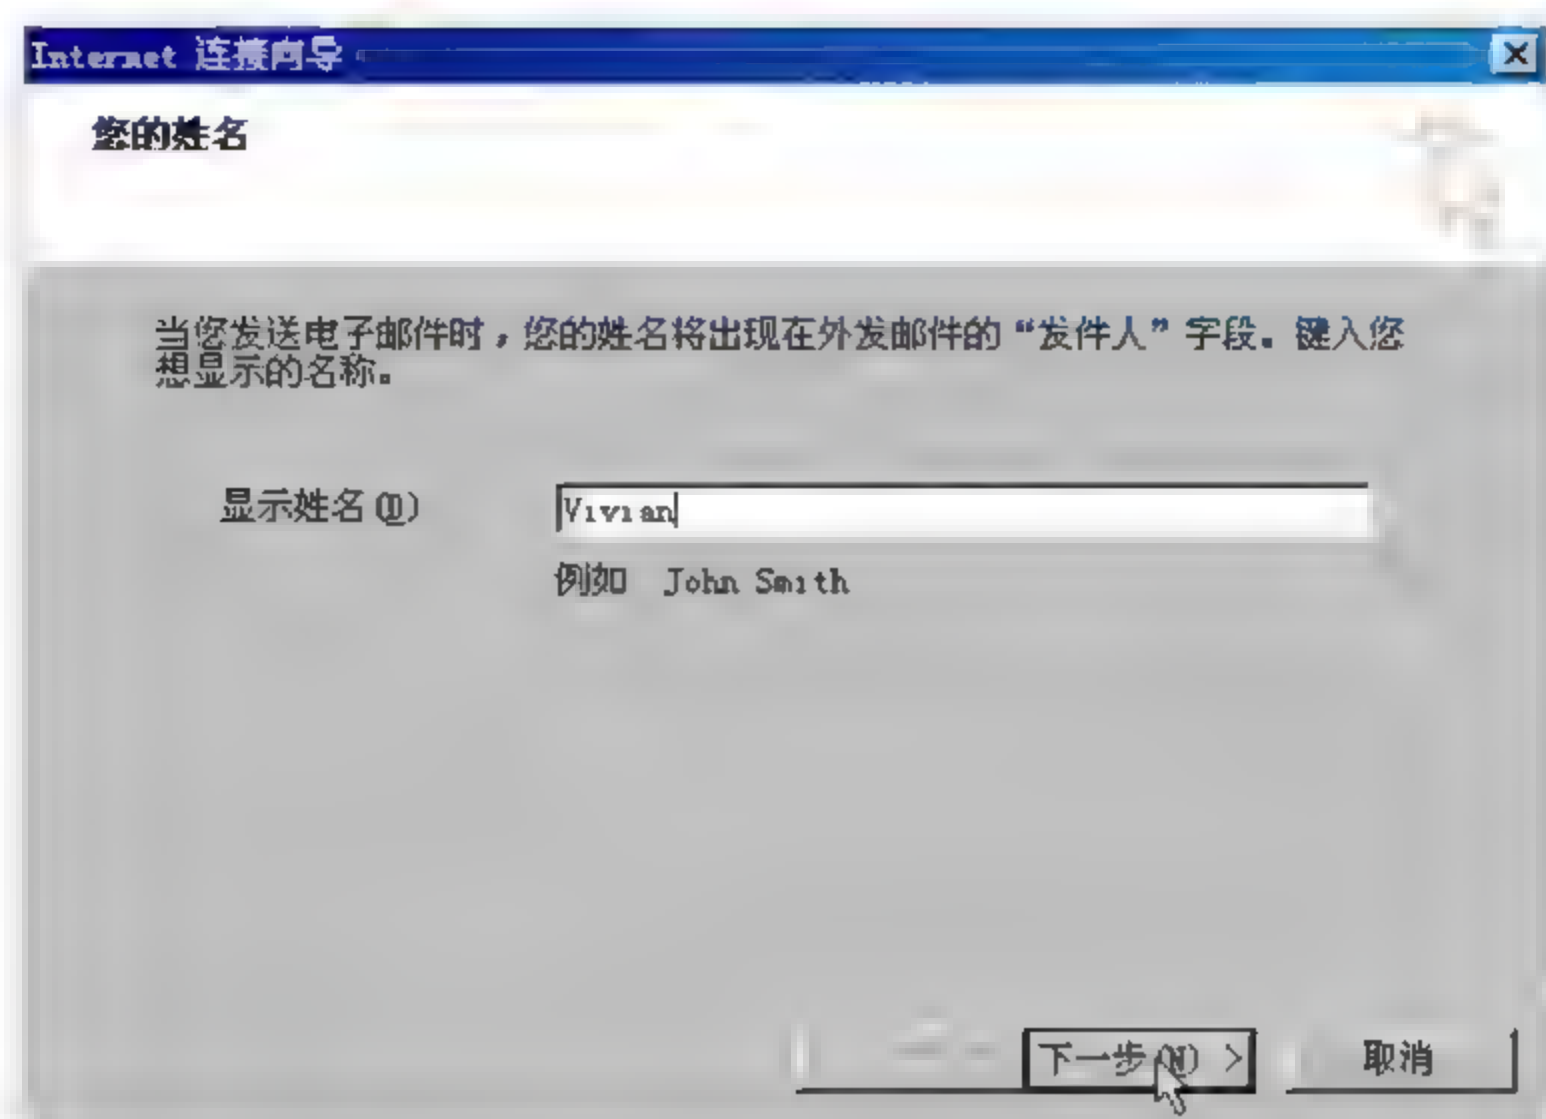 Internet 连接向导
您的姓名
当您发送电子邮件时，您的姓名将出现在外发邮件的“发件人”字段。键入您
想显示的名称。
显示姓名(D)
Vivian
例如 John Smith
下一步(N) >
取消